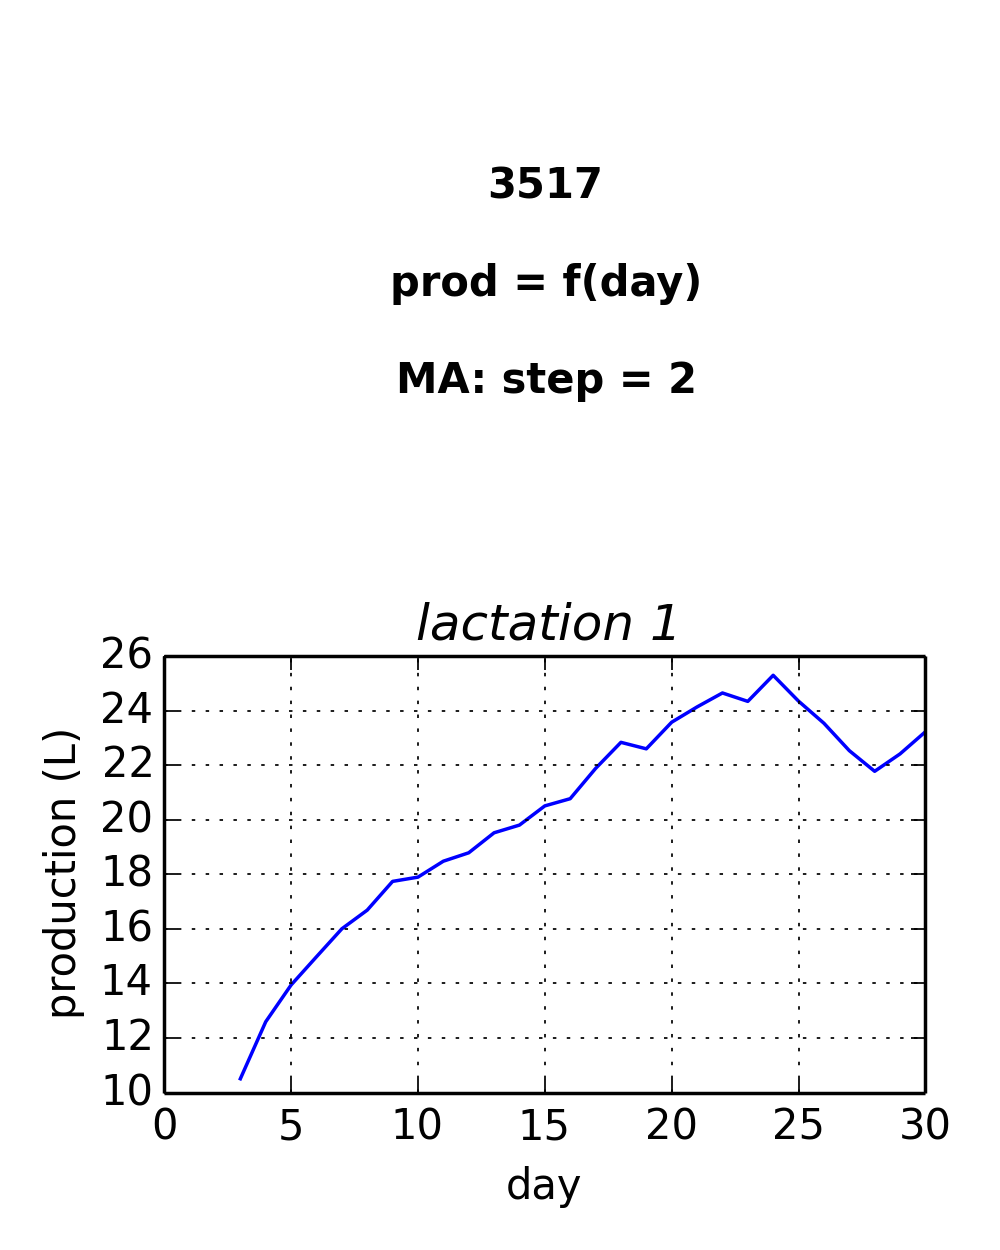 3517
prod = f(day)
MA: step = 2
lactation 1
26
24
22
20
18
16
14
12
10
production (L)
0 5 10 15 20 25 30
day